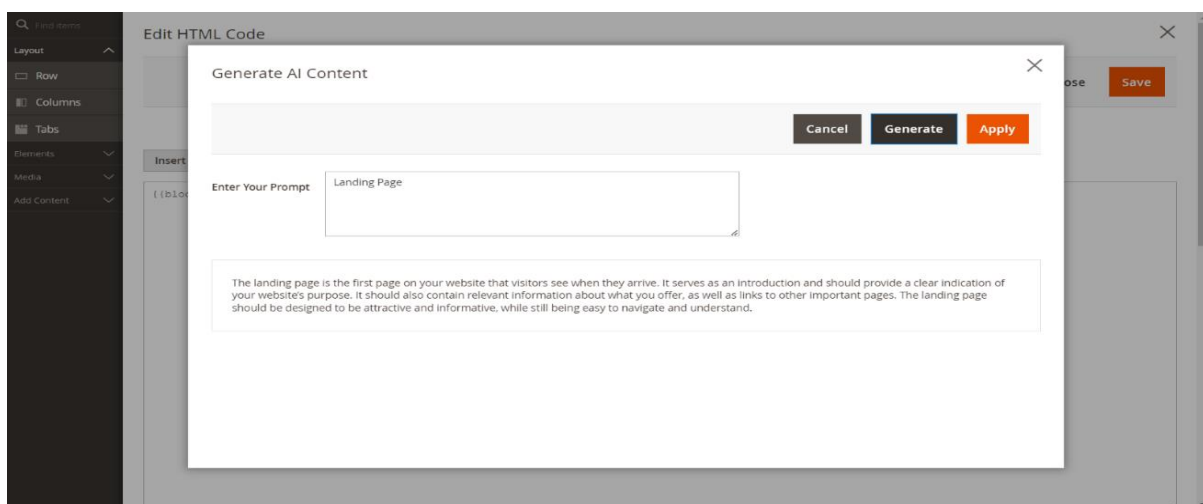 Find items
Layout
Row
Columns
Tabs
Elements
Media
Add Content
Edit HTML Code
Save
Insert
Generate AI Content
Cancel
Generate
Apply
Enter Your Prompt
Landing Page
The landing page is the first page on your website that visitors see when they arrive. It serves as an introduction and should provide a clear indication of
your website's purpose. It should also contain relevant information about what you offer, as well as links to other important pages. The landing page
should be designed to be attractive and informative, while still being easy to navigate and understand.